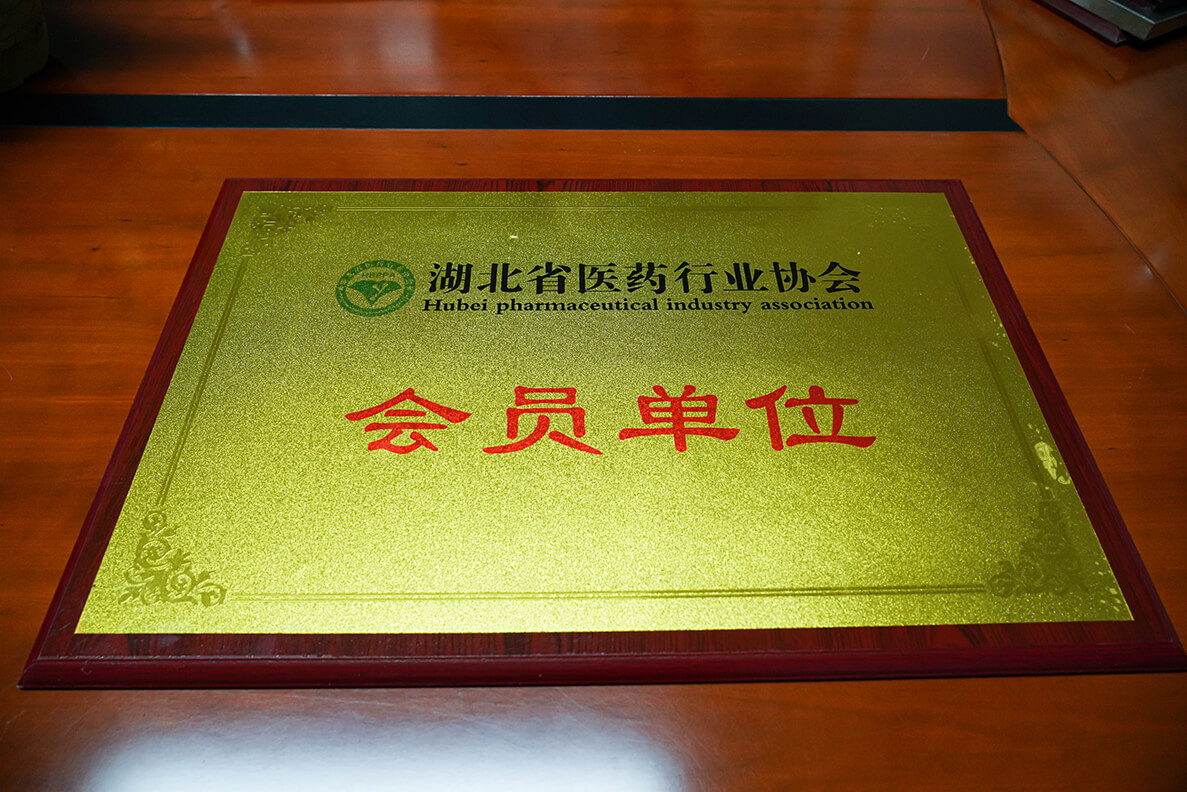 湖北省医药行业协会
Hubei pharmaceutical industry association
会员单位